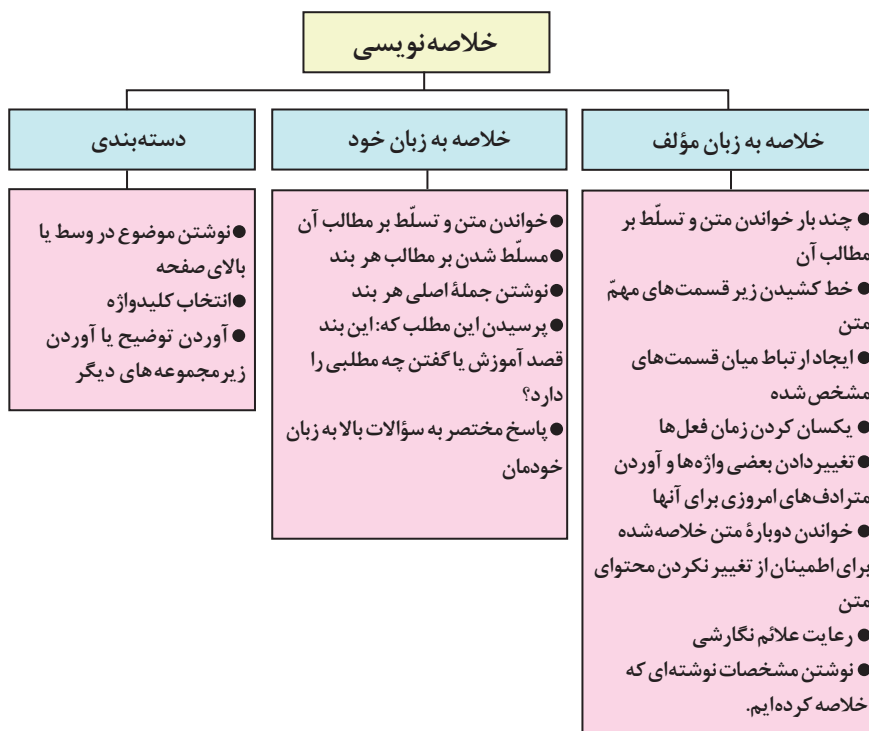 خلاصه‌نویسی
خلاصه به زبان مؤلف
● چند بار خواندن متن و تسلّط بر
مطالب آن
● خط کشیدن زیر قسمت‌های مهمّ
متن
● ایجاد ارتباط میان قسمت‌های
مشخص‌شده
● یکسان کردن زمان فعل‌ها
● تغییردادن بعضی واژه‌ها و آوردن
مترادف‌های امروزی برای آنها
● خواندن دوبارهٔ متن خلاصه‌شده
برای اطمینان از تغییر نکردن محتوای
متن
● رعایت علائم نگارشی
● نوشتن مشخصات نوشته‌ای که
خلاصه کرده‌ایم.
خلاصه به زبان خود
● خواندن متن و تسلّط بر مطالب آن
● مسلّط شدن بر مطالب هر بند
● نوشتن جملهٔ اصلی هر بند
● پرسیدن این مطلب که: این بند
قصد آموزش یا گفتن چه مطلبی را
دارد؟
● پاسخ مختصر به سؤالات بالا به زبان
خودمان
دسته‌بندی
● نوشتن موضوع در وسط یا
بالای صفحه
● انتخاب کلیدواژه
● آوردن توضیح یا آوردن
زیرمجموعه‌های دیگر